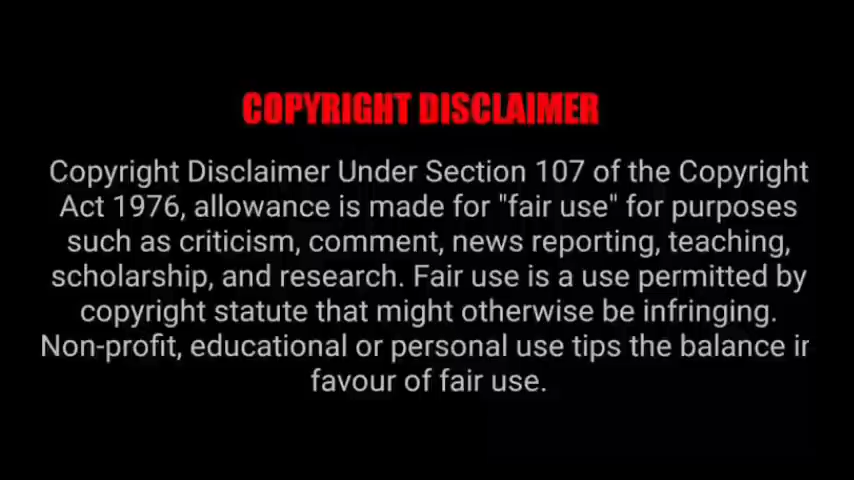 COPYRIGHT DISCLAIMER
Copyright Disclaimer Under Section 107 of the Copyright
Act 1976, allowance is made for "fair use" for purposes
such as criticism, comment, news reporting, teaching,
scholarship, and research. Fair use is a use permitted by
copyright statute that might otherwise be infringing.
Non-profit, educational or personal use tips the balance in
favour of fair use.